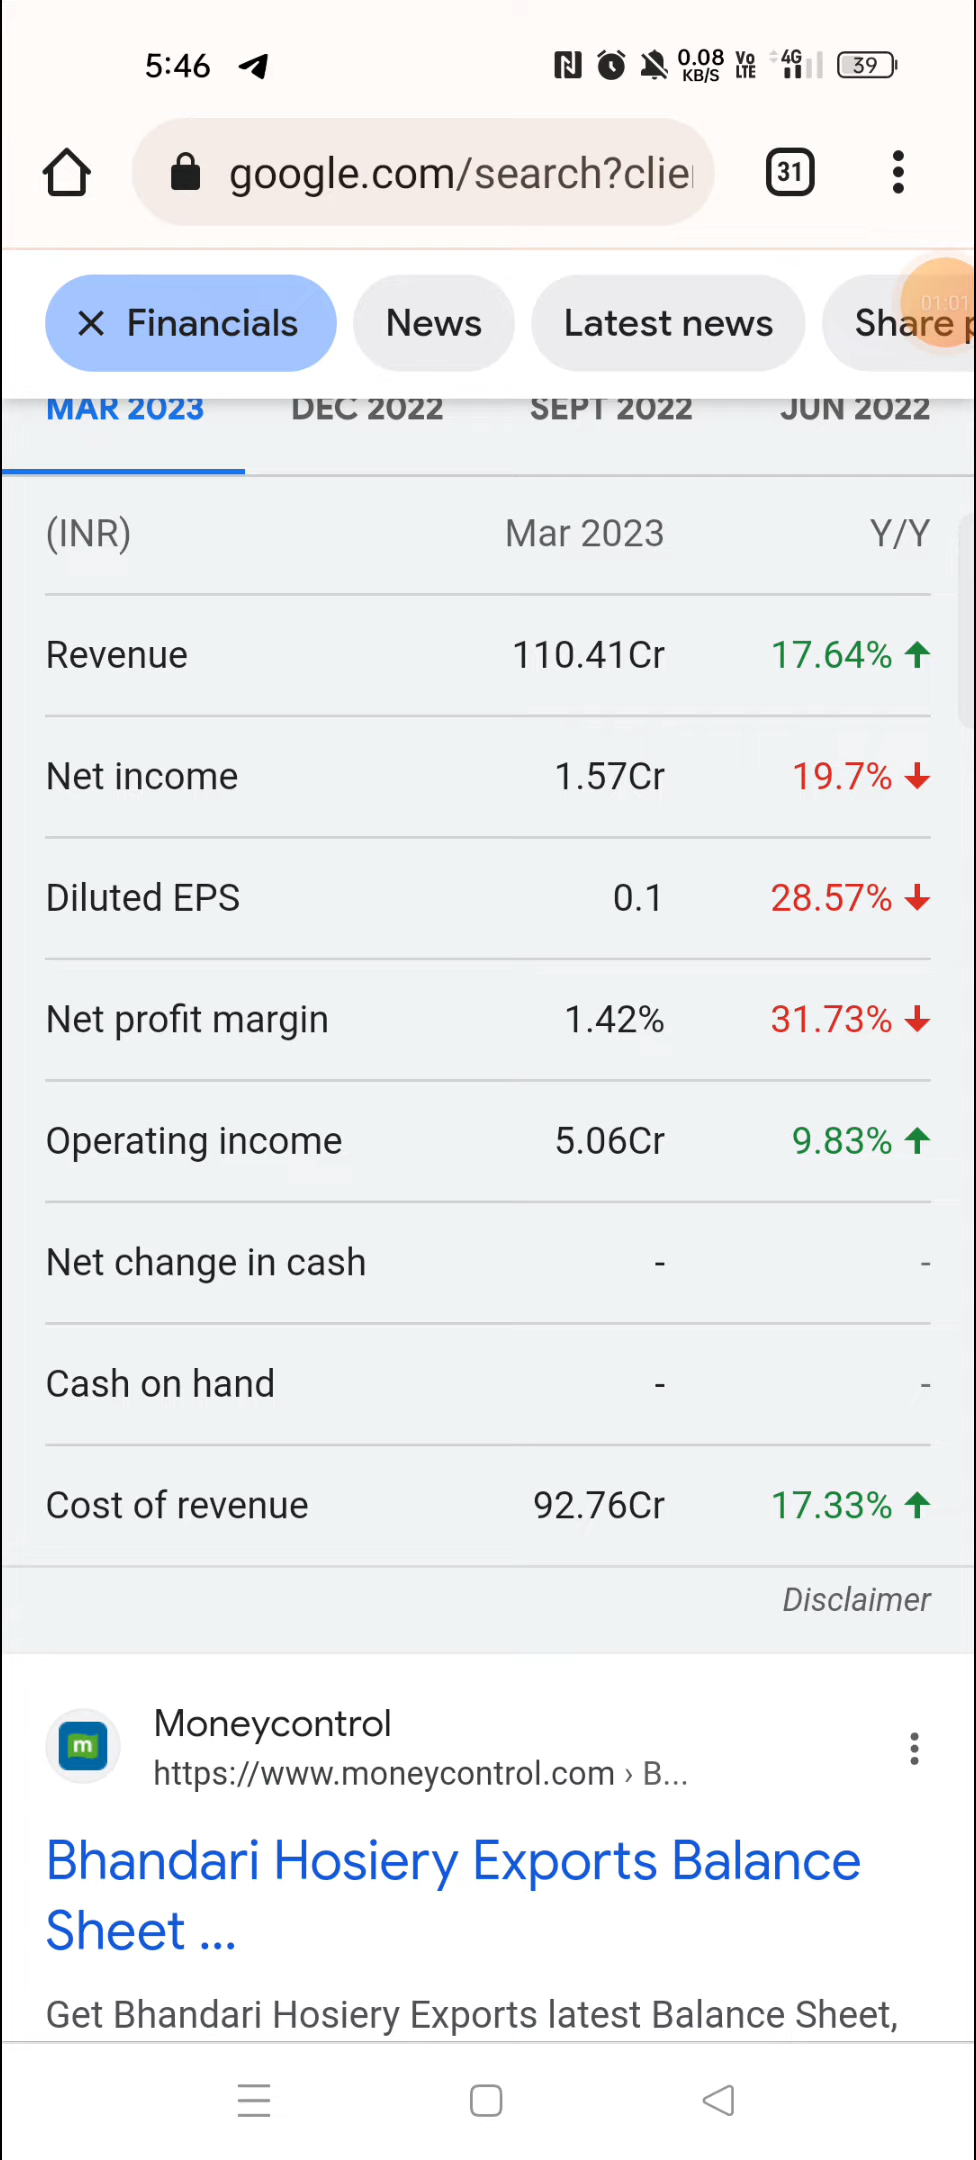 5:46 0.08 KB/S Vo LTE 4G 39
google.com/search?clie
31
Financials News Latest news Share p
01:01
MAR 2023 DEC 2022 SEPT 2022 JUN 2022
(INR) Mar 2023 Y/Y
Revenue 110.41Cr 17.64%
Net income 1.57Cr 19.7%
Diluted EPS 0.1 28.57%
Net profit margin 1.42% 31.73%
Operating income 5.06Cr 9.83%
Net change in cash - -
Cash on hand - -
Cost of revenue 92.76Cr 17.33%
Disclaimer
m
Moneycontrol
https://www.moneycontrol.com › B...
Bhandari Hosiery Exports Balance
Sheet ...
Get Bhandari Hosiery Exports latest Balance Sheet,